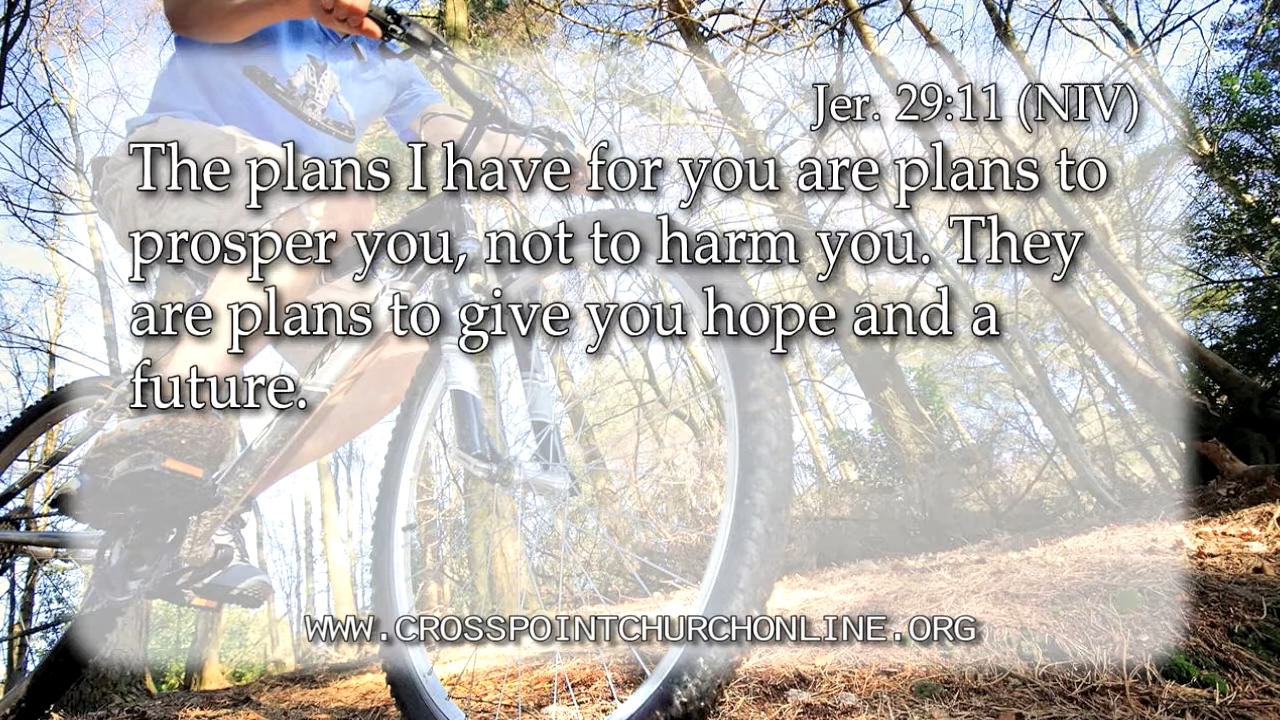 Jer. 29:11 (NIV)
The plans I have for you are plans to
prosper you, not to harm you. They
are plans to give you hope and a
future.
WWW.CROSSPOINTCHURCHONLINE.ORG